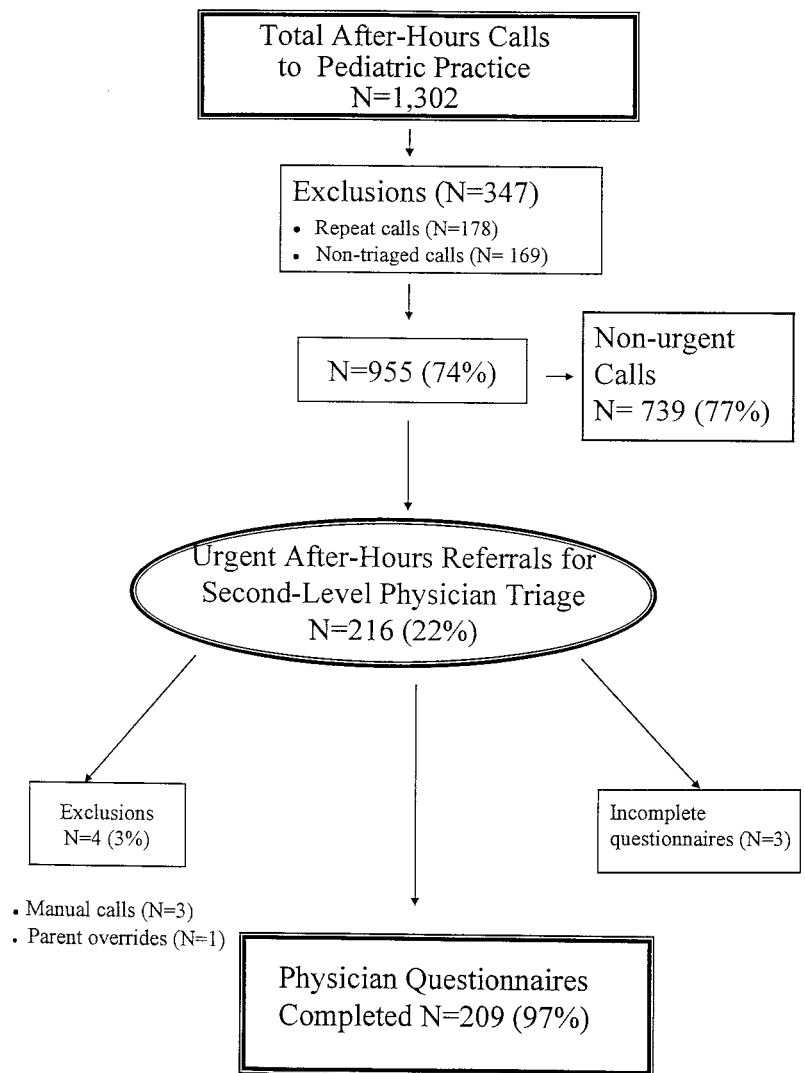 Total After-Hours Calls
to Pediatric Practice
N=1,302
Exclusions (N=347)
• Repeat calls (N=178)
• Non-triaged calls (N= 169)
N=955 (74%)
Non-urgent
Calls
N= 739 (77%)
Urgent After-Hours Referrals for
Second-Level Physician Triage
N=216 (22%)
Exclusions
N=4 (3%)
• Manual calls (N=3)
• Parent overrides (N=1)
Incomplete
questionnaires (N=3)
Physician Questionnaires
Completed N=209 (97%)